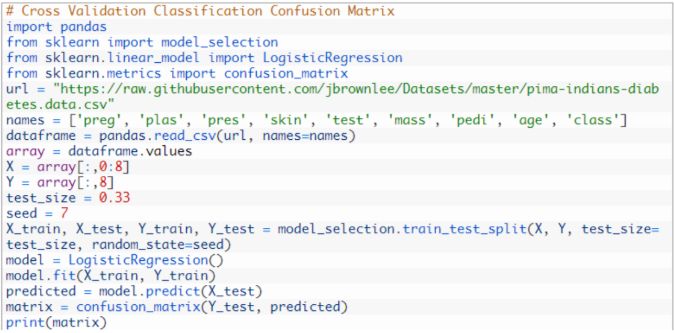 # Cross Validation Classification Confusion Matrix
import pandas
from sklearn import model_selection
from sklearn.linear_model import LogisticRegression
from sklearn.metrics import confusion_matrix
url = "https://raw.githubusercontent.com/jbrownlee/Datasets/master/pima-indians-diab
etes.data.csv"
names = ['preg', 'plas', 'pres', 'skin', 'test', 'mass', 'pedi', 'age', 'class']
dataframe = pandas.read_csv(url, names=names)
array = dataframe.values
X = array[:,0:8]
Y = array[:,8]
test_size = 0.33
seed = 7
X_train, X_test, Y_train, Y_test = model_selection.train_test_split(X, Y, test_size=
test_size, random_state=seed)
model = LogisticRegression()
model.fit(X_train, Y_train)
predicted = model.predict(X_test)
matrix = confusion_matrix(Y_test, predicted)
print(matrix)